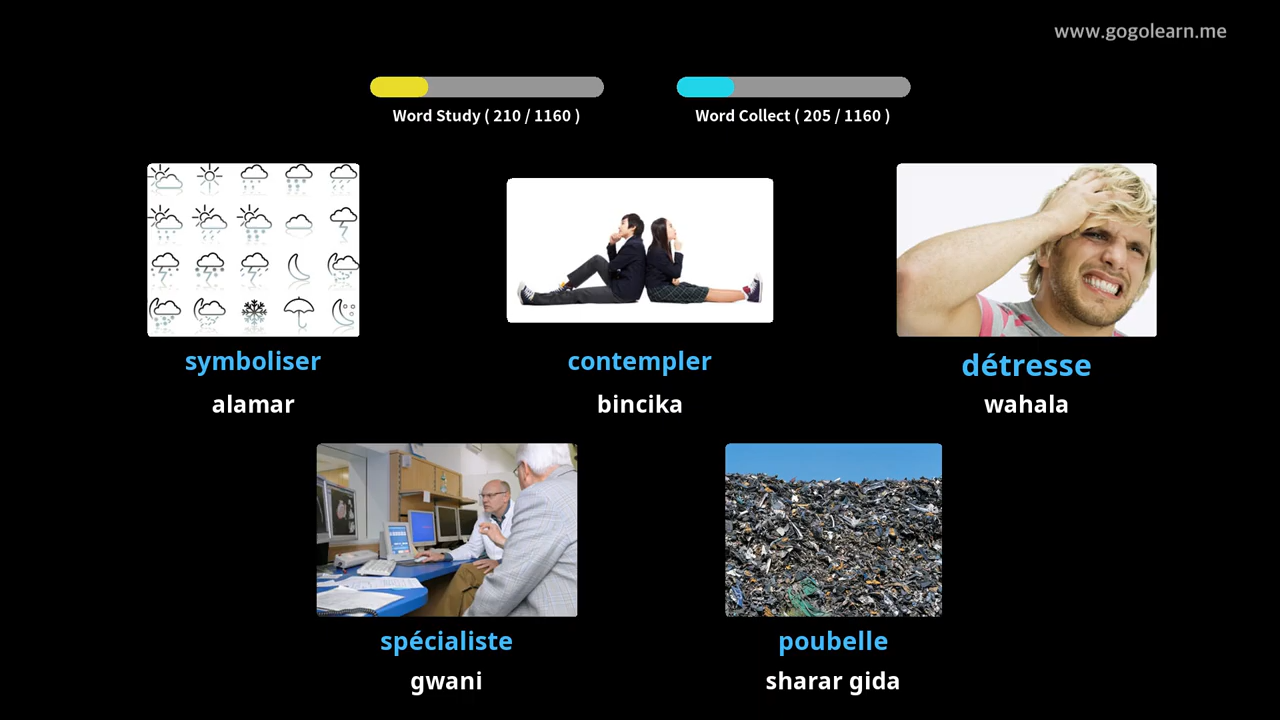 www.gogolearn.me
Word Study ( 210 / 1160 )
Word Collect ( 205 / 1160 )
symboliser
alamar
contempler
bincika
détresse
wahala
spécialiste
gwani
poubelle
sharar gida